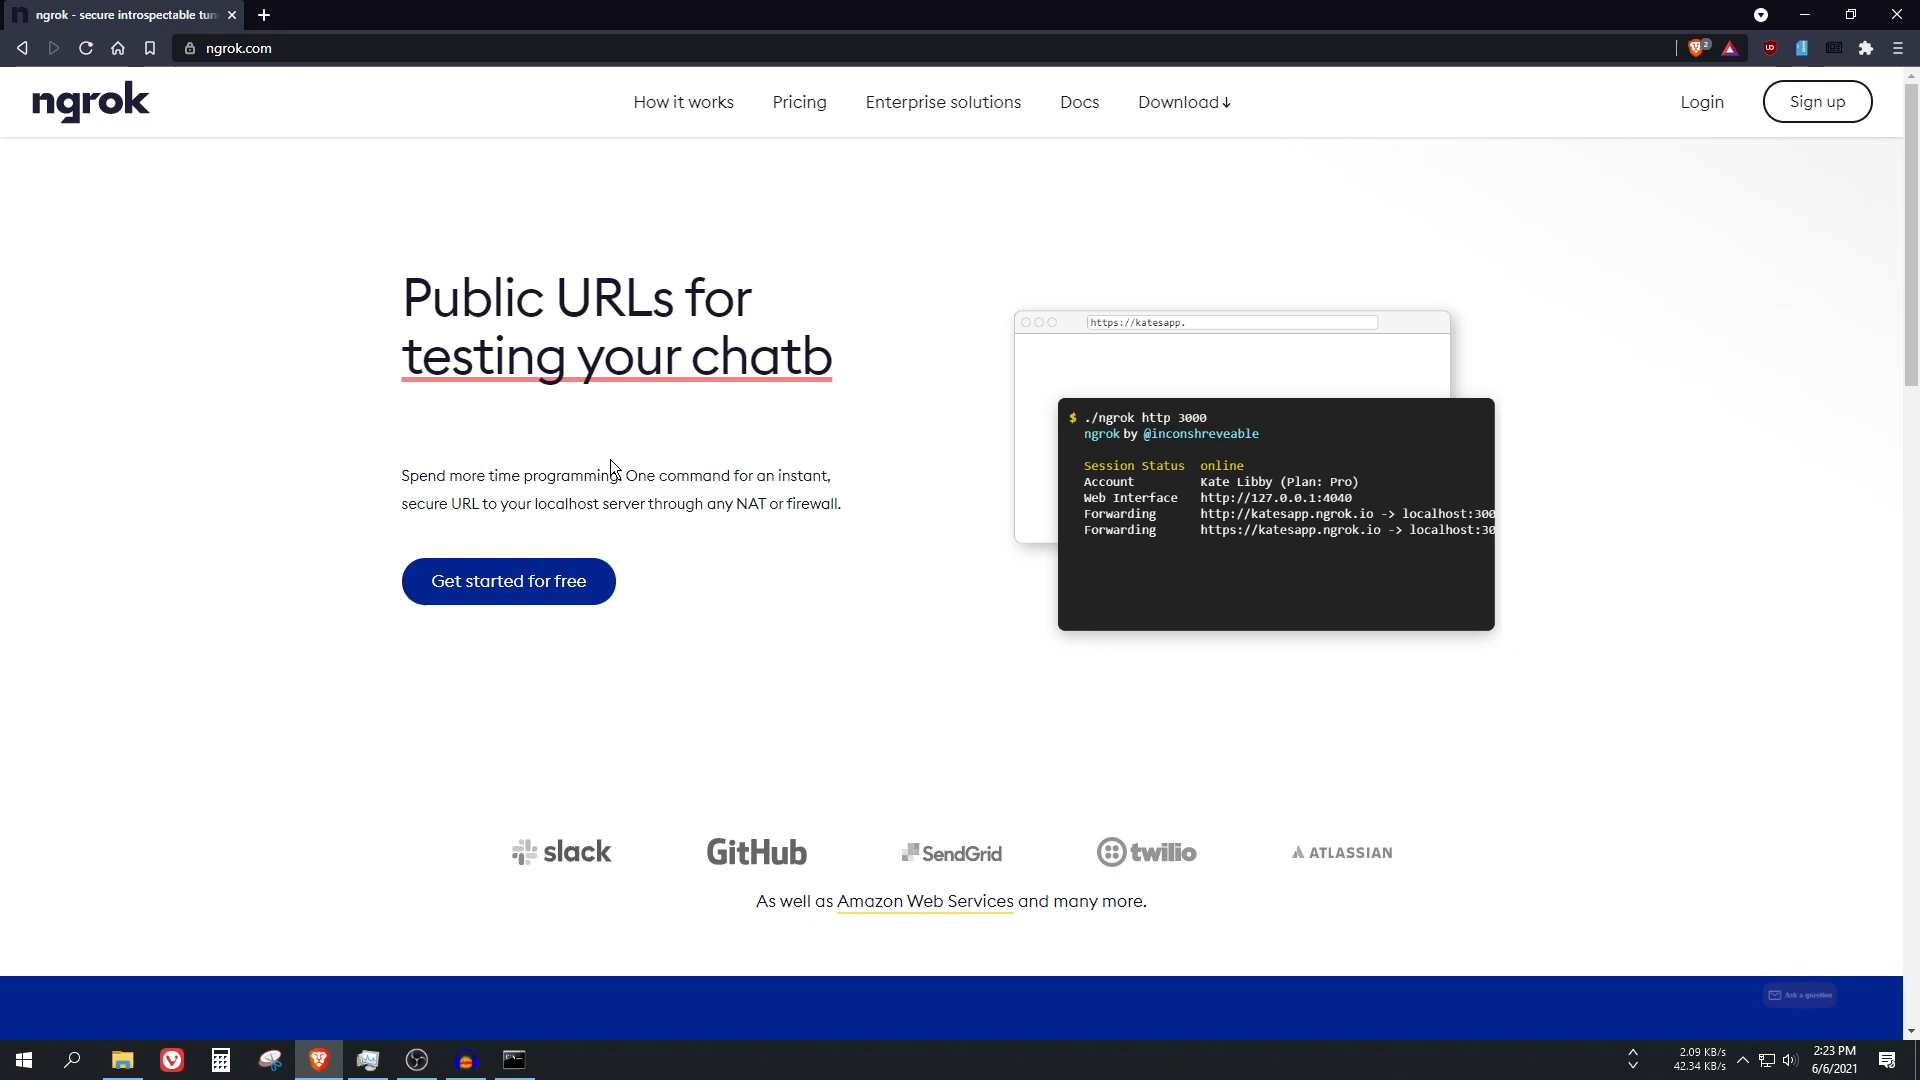 ngrok - secure introspectable tun
ngrok.com
2
ngrok
How it works
Pricing
Enterprise solutions
Docs
Download↓
Login
Sign up
Public URLs for
testing your chatb
Spend more time programming. One command for an instant,
secure URL to your localhost server through any NAT or firewall.
Get started for free
https://katesapp.
$ ./ngrok http 3000
ngrok by @inconshreveable
Session Status online
Account Kate Libby (Plan: Pro)
Web Interface http://127.0.0.1:4040
Forwarding http://katesapp.ngrok.io -> localhost:300
Forwarding https://katesapp.ngrok.io -> localhost:30
slack
GitHub
SendGrid
twilio
ATLASSIAN
As well as Amazon Web Services and many more.
Ask a question
2.09 KB/s
42.34 KB/s
2:23 PM
6/6/2021